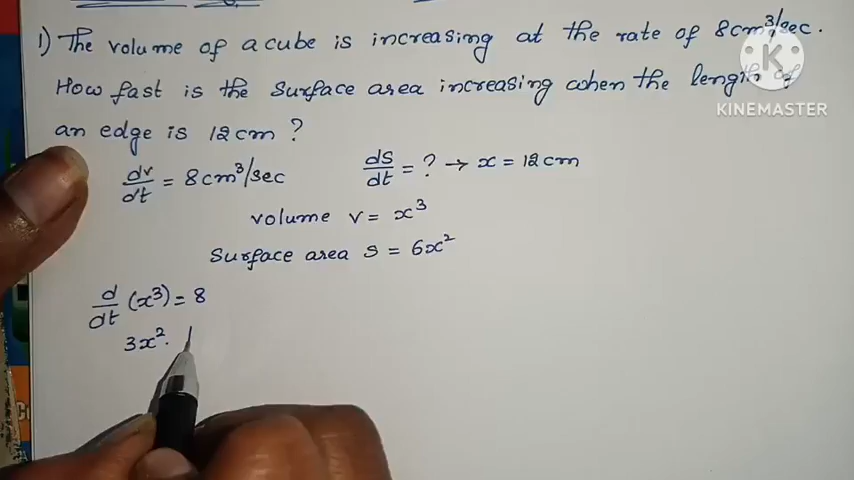 1) The volume of a cube is increasing at the rate of 8cm³/sec.
How fast is the surface area increasing when the length of
an edge is 12cm?
dv/dt = 8cm³/sec ds/dt = ? → x = 12cm
volume v = x³
Surface area s = 6x²
d/dt (x³) = 8
3x².
K
KINEMASTER